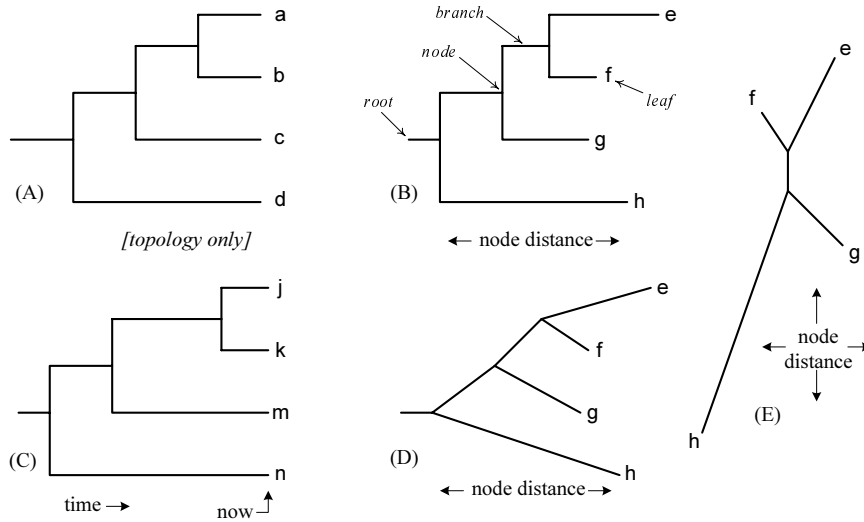 a
b
c
d
(A)
[topology only]
branch
node
root
leaf
e
f
g
h
(B)
node distance
j
k
m
n
(C)
time
now
e
f
g
h
(D)
node distance
e
f
g
h
node
distance
(E)